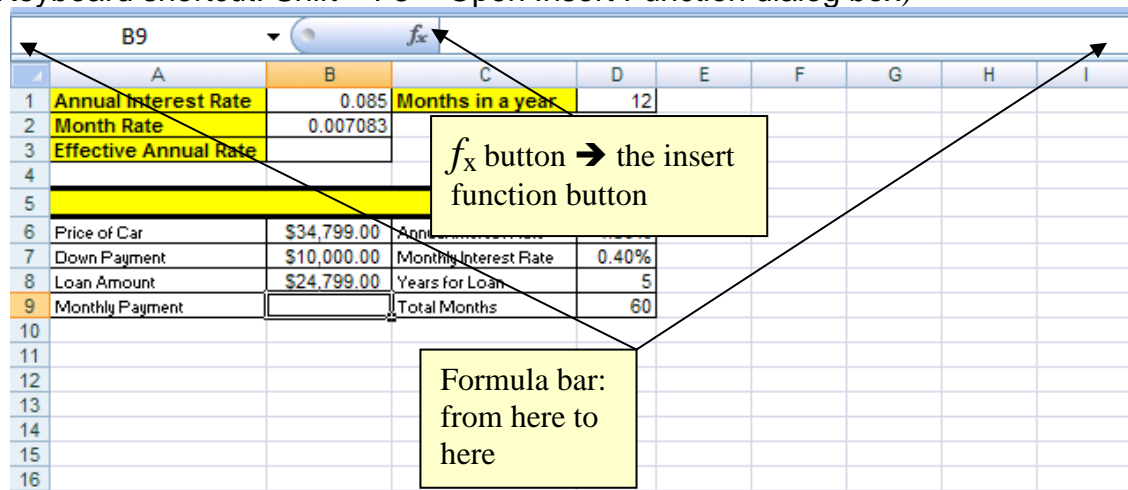 Keyboard shortcut: Shift + F3 = Open Insert Function dialog box)
B9 fx
A B C D E F G H I
1 Annual Interest Rate 0.085 Months in a year 12
2 Month Rate 0.007083
3 Effective Annual Rate
4
5
6 Price of Car $34,799.00
7 Down Payment $10,000.00 Monthly Interest Rate 0.40%
8 Loan Amount $24,799.00 Years for Loan 5
9 Monthly Payment Total Months 60
10
11
12
13
14
15
16
fx button ➔ the insert
function button
Formula bar:
from here to
here